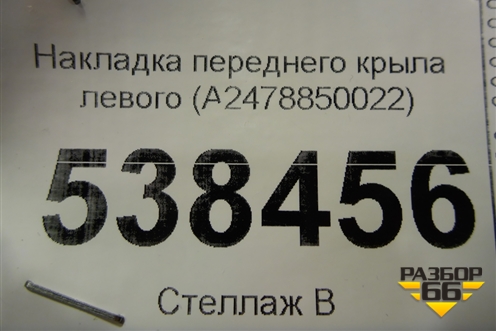 Накладка переднего крыла
левого (A2478850022)
538456
Стеллаж В
РАЗБОР
66